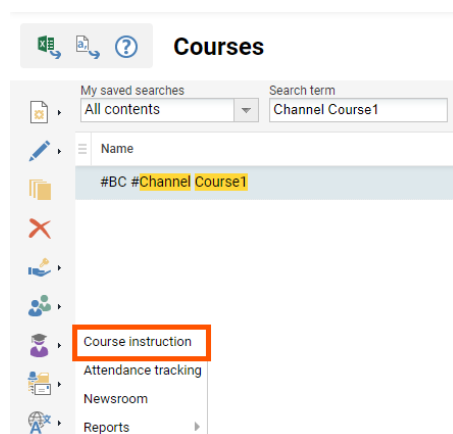 Courses
My saved searches
Search term
All contents
Channel Course1
Name
#BC #Channel Course1
Course instruction
Attendance tracking
Newsroom
Reports